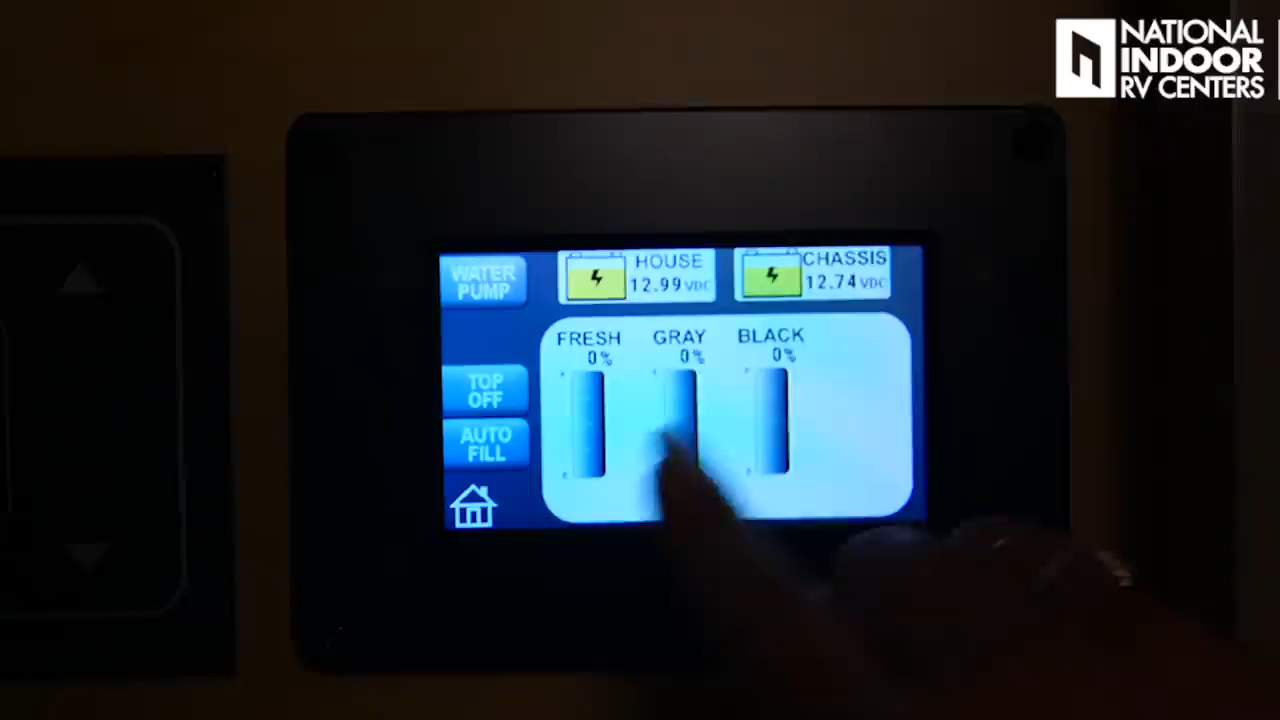 NATIONAL
INDOOR
RV CENTERS
WATER
PUMP
HOUSE
12.99 VDC
CHASSIS
12.74 VDC
FRESH
0%
GRAY
0%
BLACK
0%
TOP
OFF
AUTO
FILL